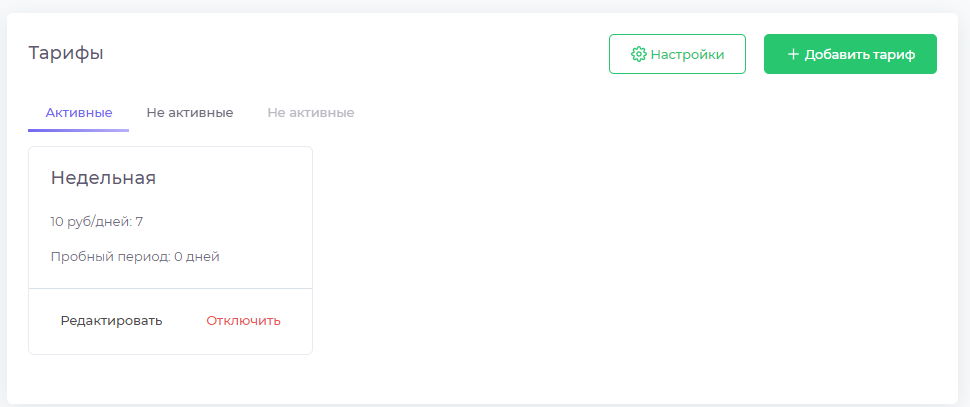 Тарифы
Настройки
Добавить тариф
Активные Не активные Не активные
Недельная
10 руб/дней: 7
Пробный период: 0 дней
Редактировать Отключить